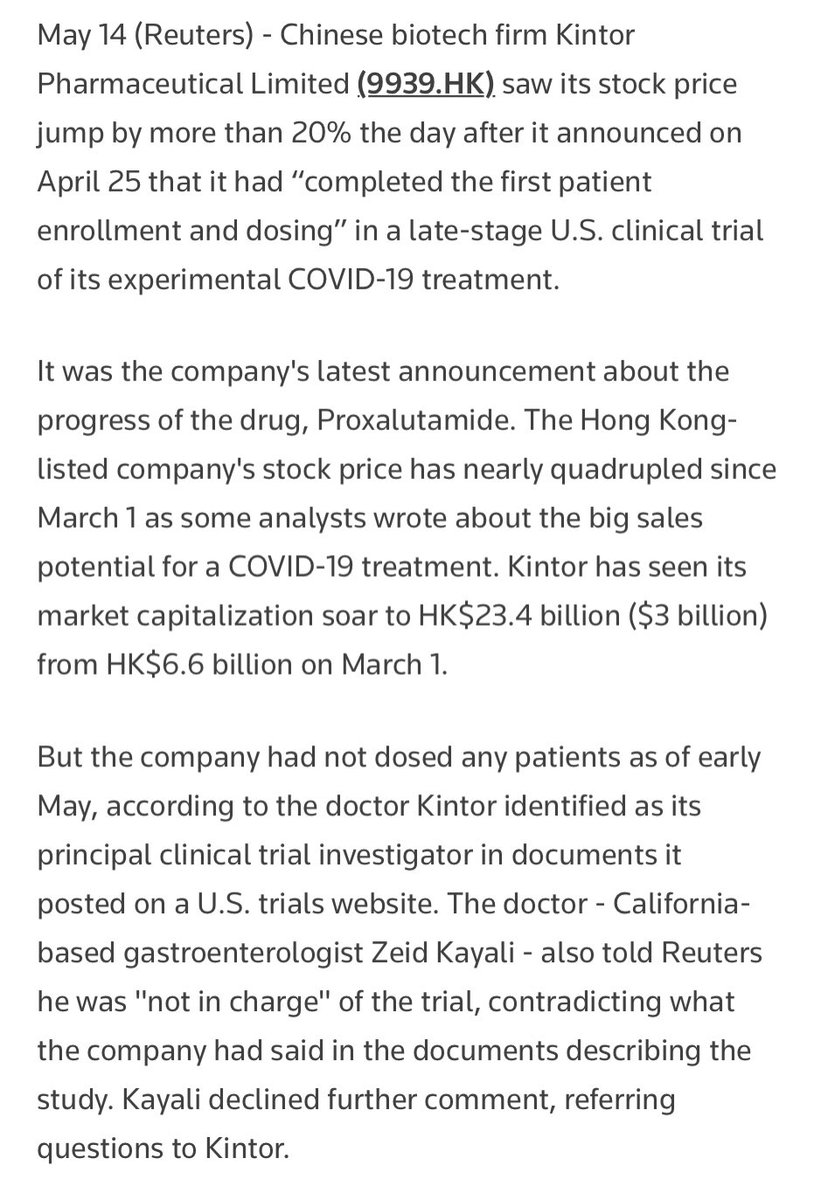 May 14 (Reuters) - Chinese biotech firm Kintor
Pharmaceutical Limited (9939.HK) saw its stock price
jump by more than 20% the day after it announced on
April 25 that it had “completed the first patient
enrollment and dosing” in a late-stage U.S. clinical trial
of its experimental COVID-19 treatment.
It was the company's latest announcement about the
progress of the drug, Proxalutamide. The Hong Kong-
listed company's stock price has nearly quadrupled since
March 1 as some analysts wrote about the big sales
potential for a COVID-19 treatment. Kintor has seen its
market capitalization soar to HK$23.4 billion ($3 billion)
from HK$6.6 billion on March 1.
But the company had not dosed any patients as of early
May, according to the doctor Kintor identified as its
principal clinical trial investigator in documents it
posted on a U.S. trials website. The doctor - California-
based gastroenterologist Zeid Kayali - also told Reuters
he was "not in charge" of the trial, contradicting what
the company had said in the documents describing the
study. Kayali declined further comment, referring
questions to Kintor.